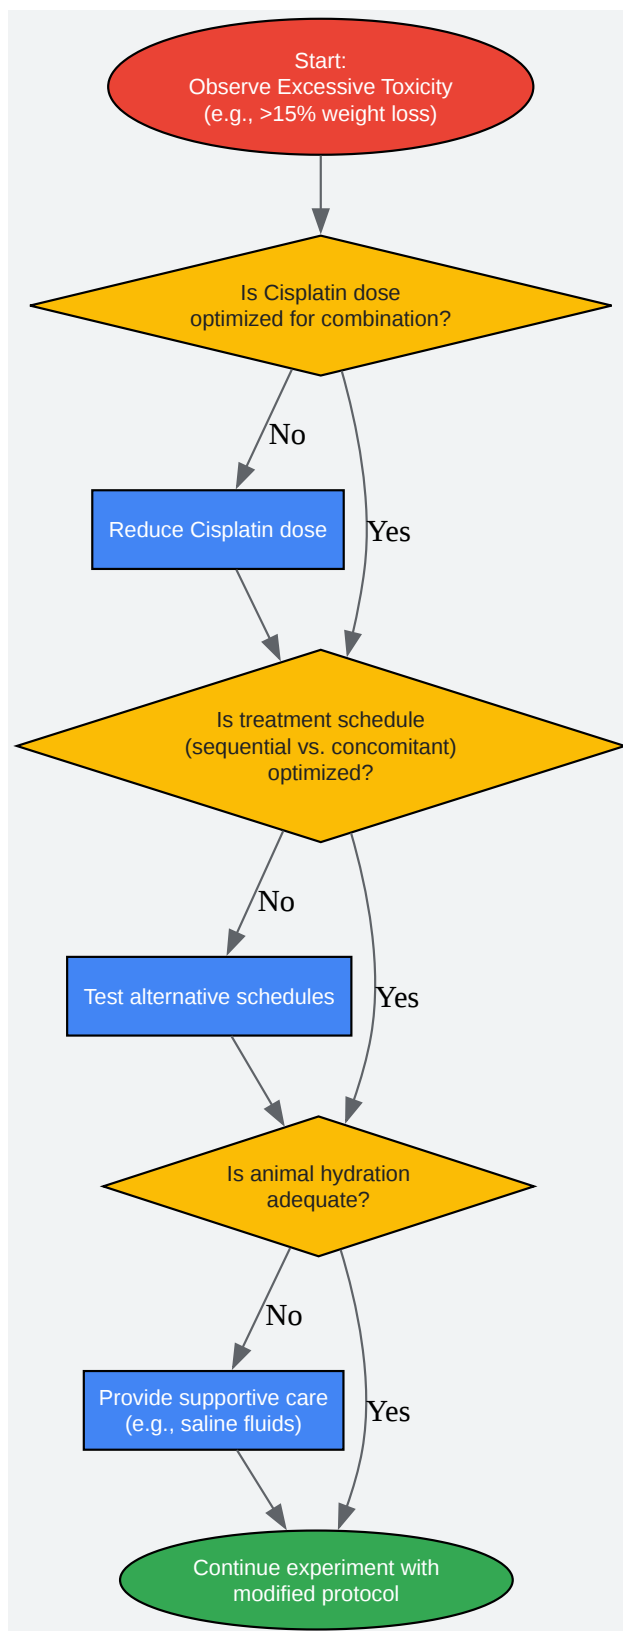 Start:
Observe Excessive Toxicity
(e.g., >15% weight loss)
Is Cisplatin dose
optimized for combination?
No
Reduce Cisplatin dose
Yes
Is treatment schedule
(sequential vs. concomitant)
optimized?
No
Test alternative schedules
Yes
Is animal hydration
adequate?
No
Provide supportive care
(e.g., saline fluids)
Yes
Continue experiment with
modified protocol